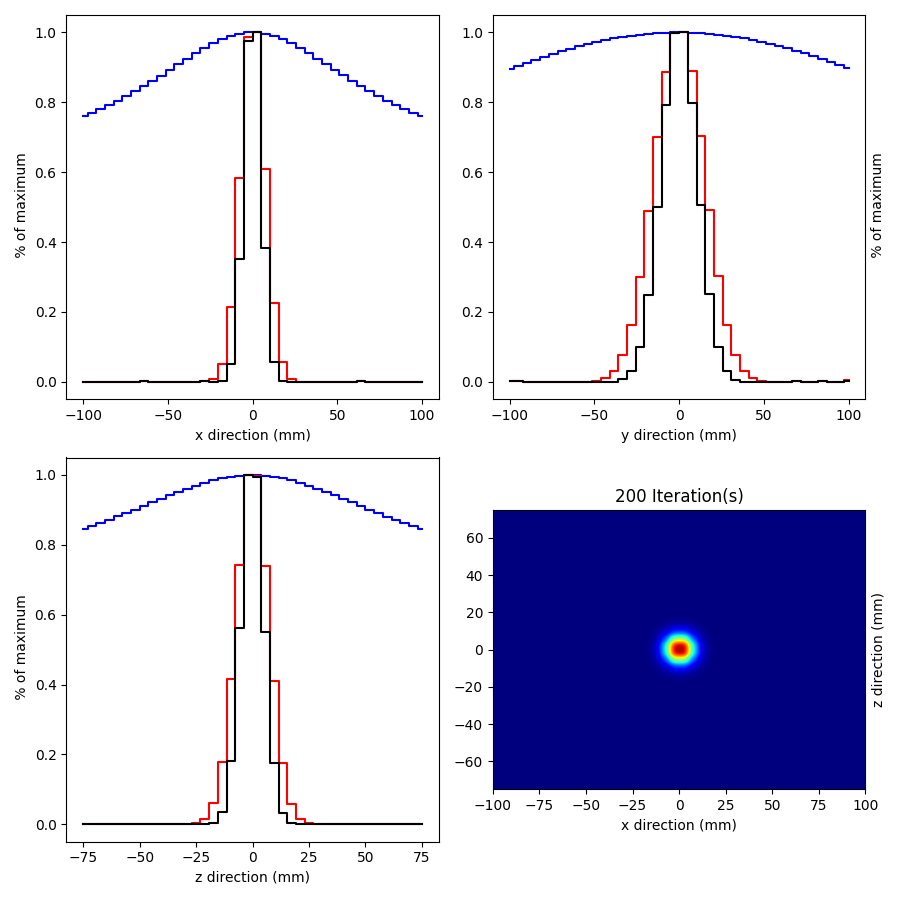 1.0
0.8
0.6
0.4
0.2
0.0
% of maximum
−100 −50 0 50 100
x direction (mm)
1.0
0.8
0.6
0.4
0.2
0.0
% of maximum
−100 −50 0 50 100
y direction (mm)
1.0
0.8
0.6
0.4
0.2
0.0
% of maximum
−75 −50 −25 0 25 50 75
z direction (mm)
200 Iteration(s)
60
40
20
0
−20
−40
−60
z direction (mm)
−100 −75 −50 −25 0 25 50 75 100
x direction (mm)